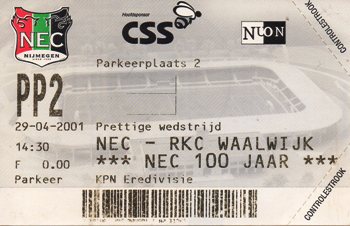 NEC
NIJMEGEN
Hoofdsponsor
CSS
NUON
CONTROLESTROOK
Parkeerplaats 2
PP2
29-04-2001 Prettige wedstrijd
14:30 NEC - RKC WAALWIJK
F 0.00 *** NEC 100 JAAR ***
Parkeer KPN Eredivisie
CONTROLESTROOK